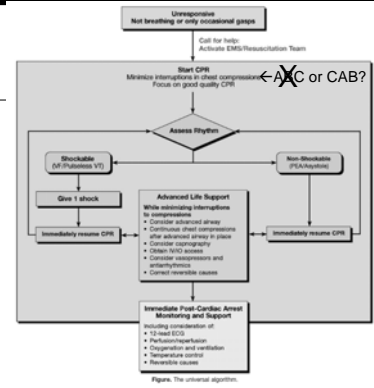 Unresponsive
Not breathing or only occasional gasps
Call for help:
Activate EMS/Resuscitation Team
Start CPR
Minimize interruptions in chest compressions
Focus on good quality CPR
←ABC or CAB?
X
Assess Rhythm
Shockable
(VF/Pulseless VT)
Non-Shockable
(PEA/Asystole)
Give 1 shock
Immediately resume CPR
Advanced Life Support
While minimizing interruptions
to compressions
• Consider advanced airway
• Continuous chest compressions
after advanced airway in place
• Consider capnography
• Obtain IV/IO access
• Consider vasopressors and
antiarrhythmics
• Correct reversible causes
Immediately resume CPR
Immediate Post-Cardiac Arrest
Monitoring and Support
Including consideration of:
• 12-lead ECG
• Perfusion/reperfusion
• Oxygenation and ventilation
• Temperature control
• Reversible causes
Figure. The universal algorithm.